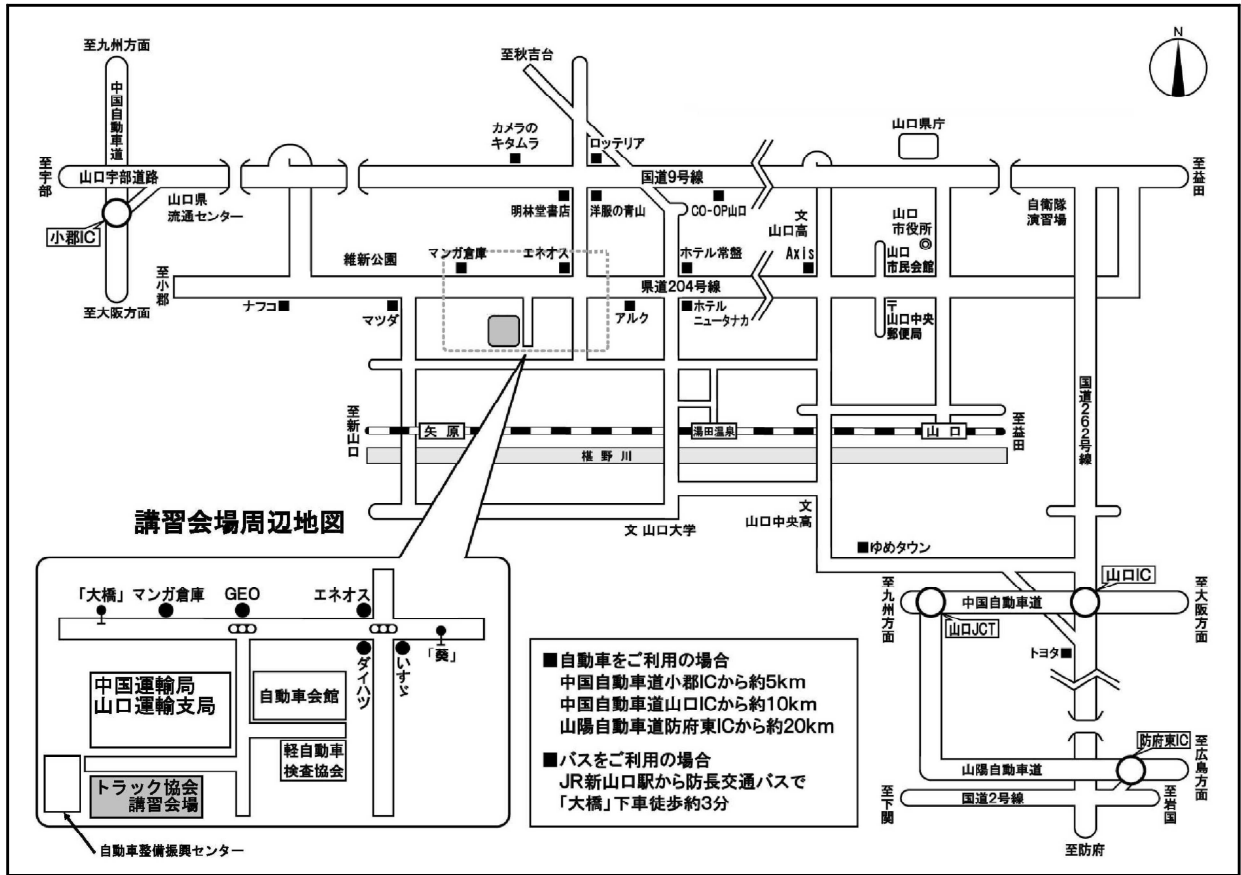 至九州方面
中国自動車道
至宇部
山口宇部道路
小郡IC
山口県
流通センター
至大阪方面
至秋吉台
カメラの
キタムラ
ロッテリア
国道9号線
山口県庁
N
至益田
明林堂書店
洋服の青山
CO-OP山口
文
山口高
山口
市役所
自衛隊
演習場
維新公園
マンガ倉庫
エネオス
ホテル常盤
Axis
山口
市民会館
至小郡
県道204号線
ナフコ
マツダ
アルク
ホテル
ニュータナカ
〒
山口中央
郵便局
国道262号線
至新山口
矢原
湯田温泉
山口
至益田
椹野川
文 山口大学
文
山口中央高
ゆめタウン
山口IC
至九州方面
中国自動車道
至大阪方面
山口JCT
トヨタ
防府東IC
山陽自動車道
至広島方面
至下関
国道2号線
至岩国
至防府
講習会場周辺地図
「大橋」
マンガ倉庫
GEO
エネオス
「葵」
ダイハツ
いすゞ
中国運輸局
山口運輸支局
自動車会館
軽自動車
検査協会
トラック協会
講習会場
自動車整備振興センター
■自動車をご利用の場合
中国自動車道小郡ICから約5km
中国自動車道山口ICから約10km
山陽自動車道防府東ICから約20km
■バスをご利用の場合
JR新山口駅から防長交通バスで
「大橋」下車徒歩約3分